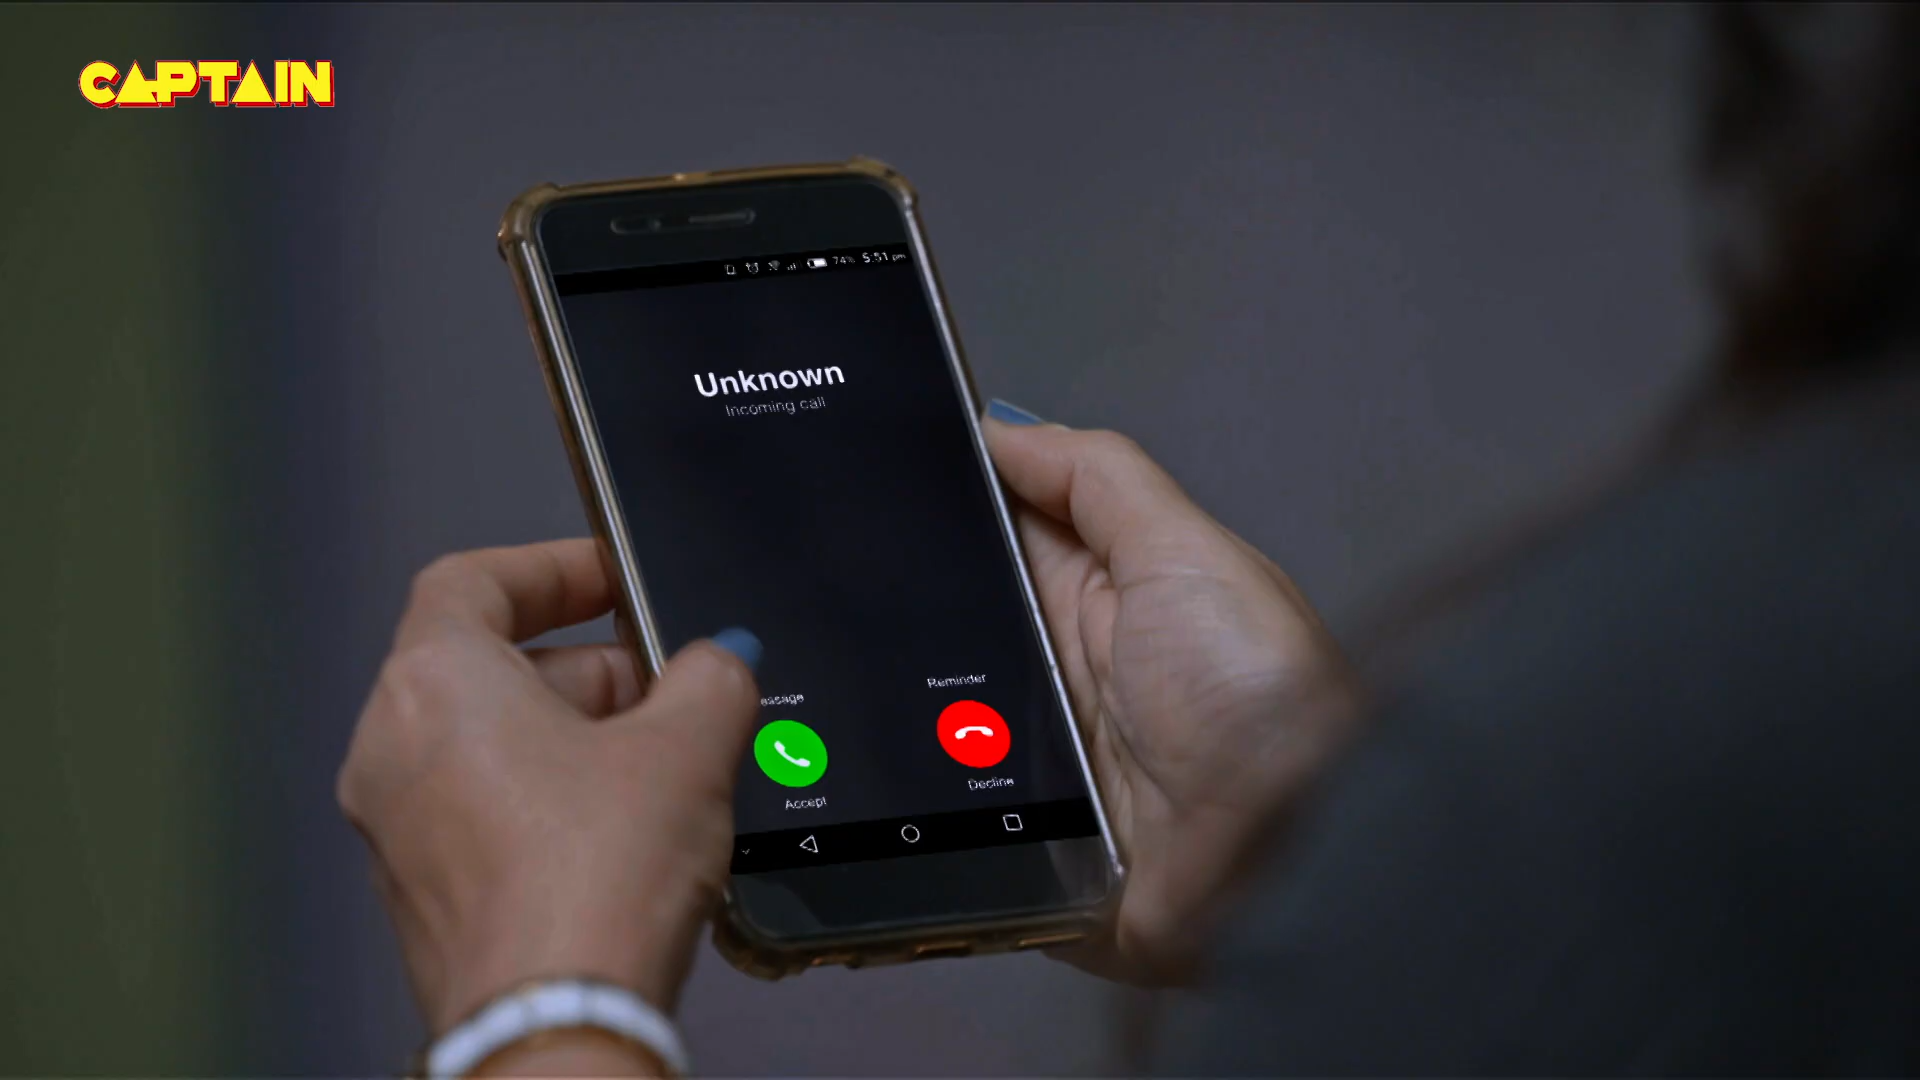 CAPTAIN
74% 5:51 pm
Unknown
Incoming call
Reminder
Accept
Decline